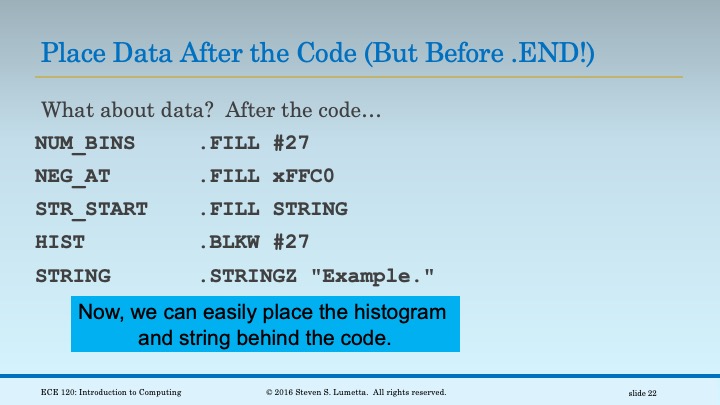 Place Data After the Code (But Before .END!)
What about data?  After the code…
NUM_BINS .FILL #27
NEG_AT .FILL xFFC0
STR_START .FILL STRING
HIST .BLKW #27
STRING .STRINGZ "Example."
Now, we can easily place the histogram
and string behind the code.
ECE 120: Introduction to Computing © 2016 Steven S. Lumetta.  All rights reserved. slide 22